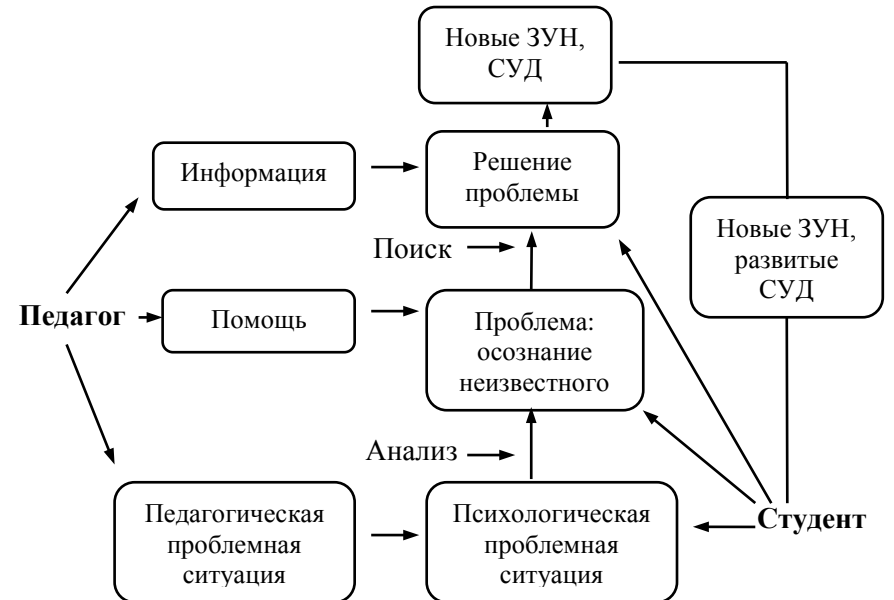 Новые ЗУН,
СУД
Информация
Решение
проблемы
Поиск
Новые ЗУН,
развитые
СУД
Педагог
Помощь
Проблема:
осознание
неизвестного
Анализ
Педагогическая
проблемная
ситуация
Психологическая
проблемная
ситуация
Студент